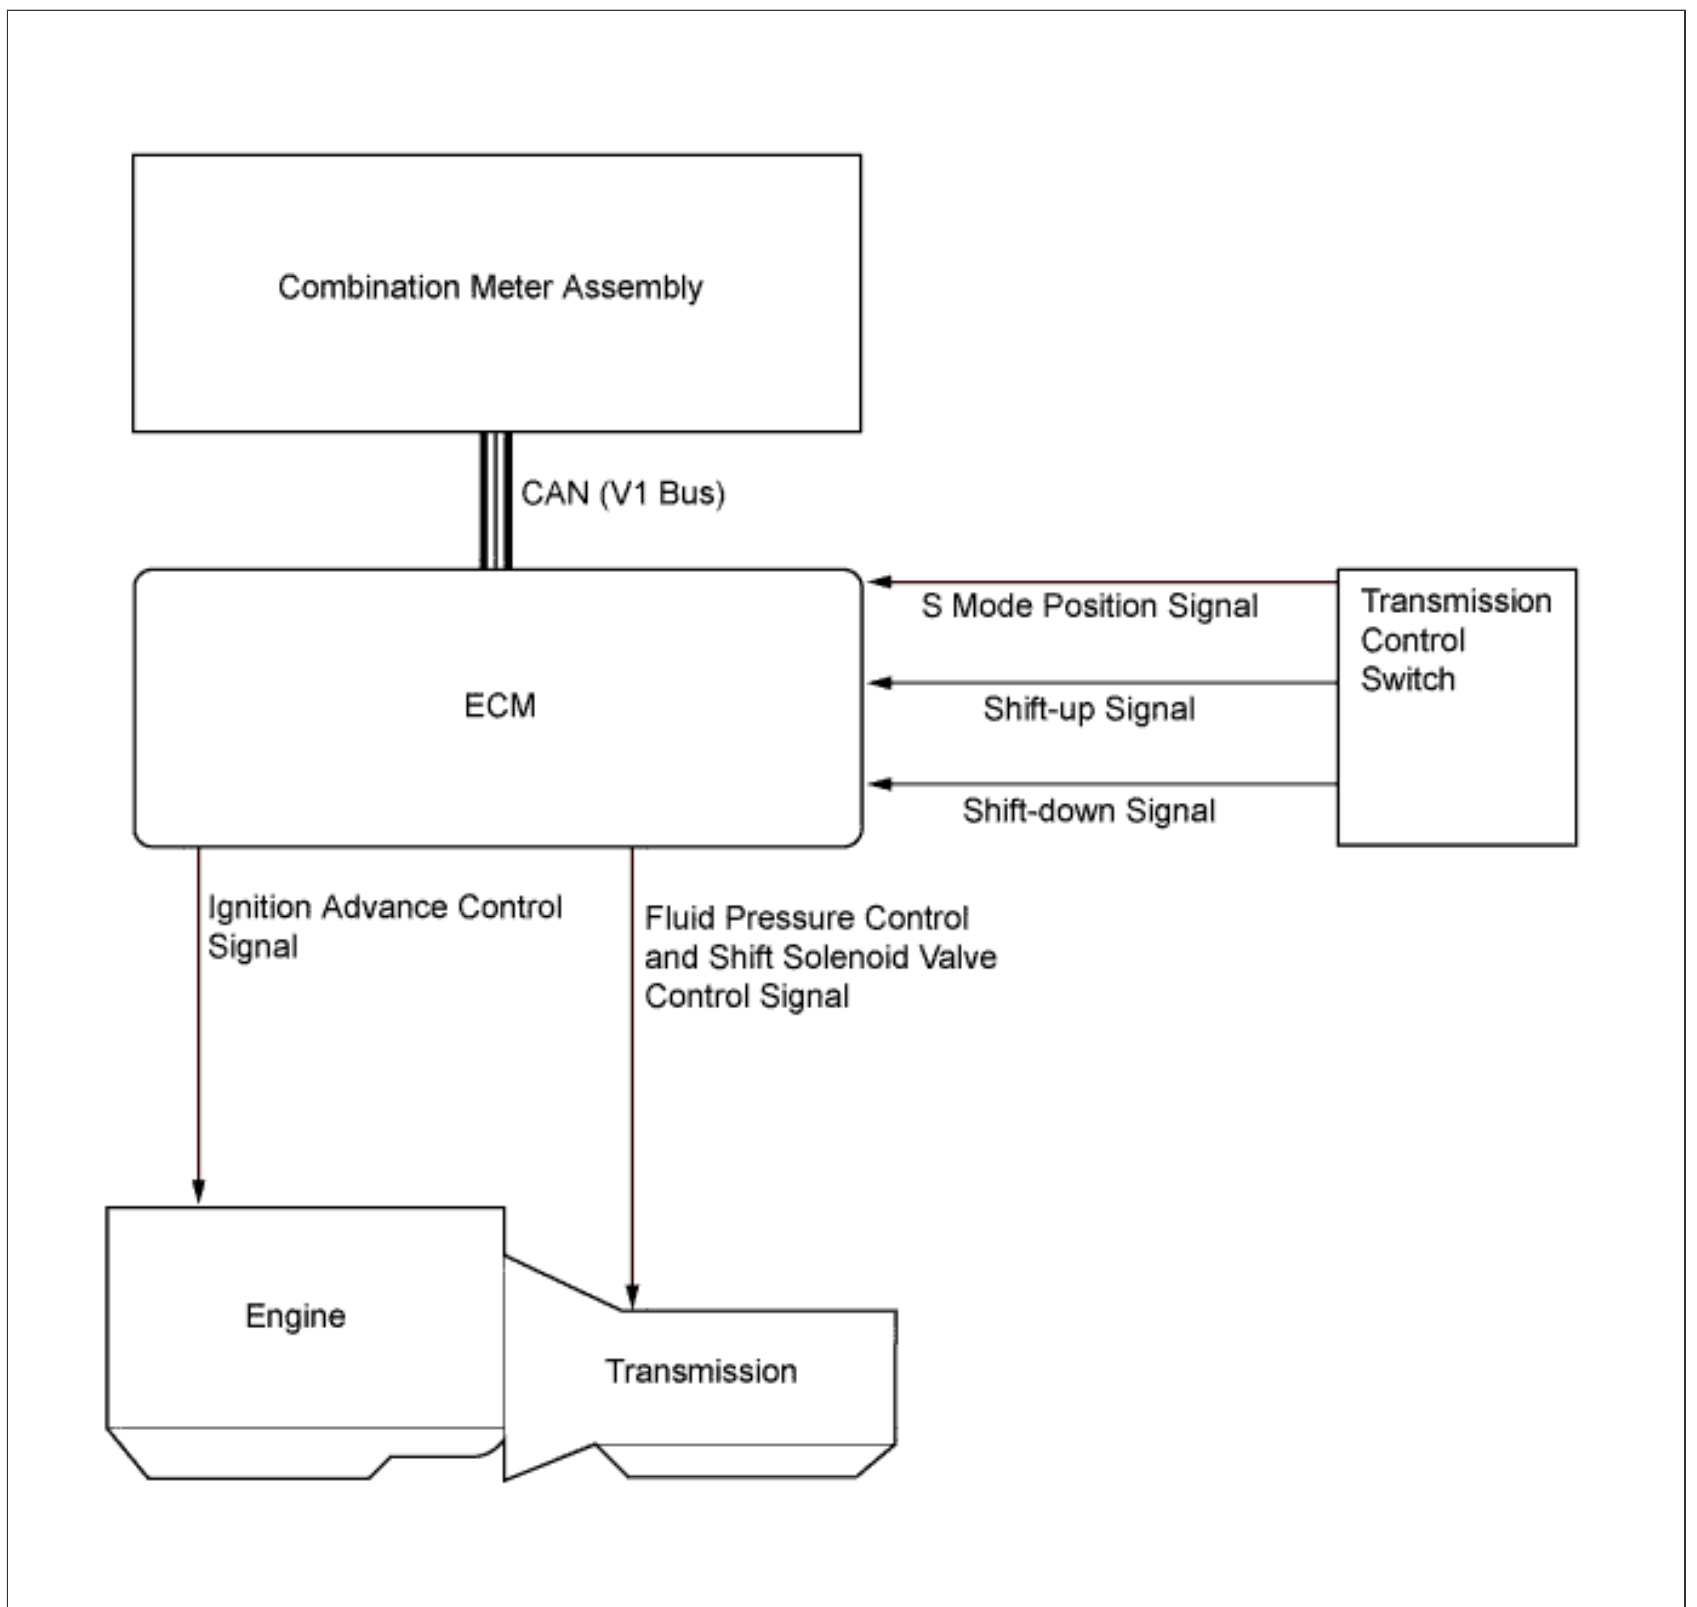 Combination Meter Assembly
CAN (V1 Bus)
ECM
S Mode Position Signal
Shift-up Signal
Shift-down Signal
Transmission
Control
Switch
Ignition Advance Control
Signal
Fluid Pressure Control
and Shift Solenoid Valve
Control Signal
Engine
Transmission